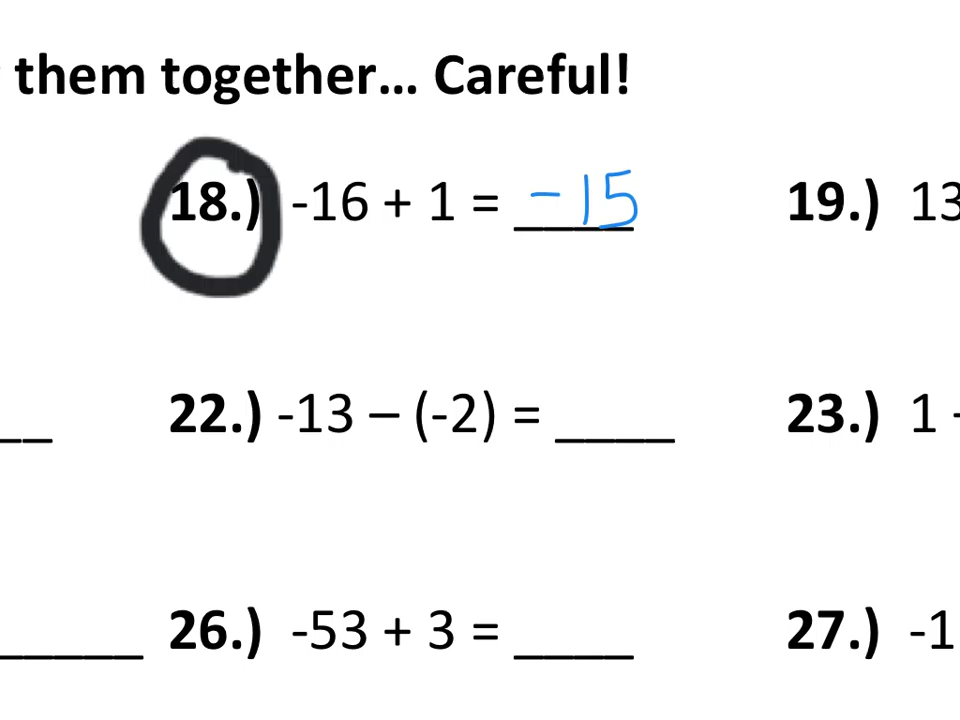 them together... Careful!
18.) -16 + 1 = -15
19.) 13
22.) -13 – (-2) = ____
23.) 1
26.) -53 + 3 = ____
27.) -1